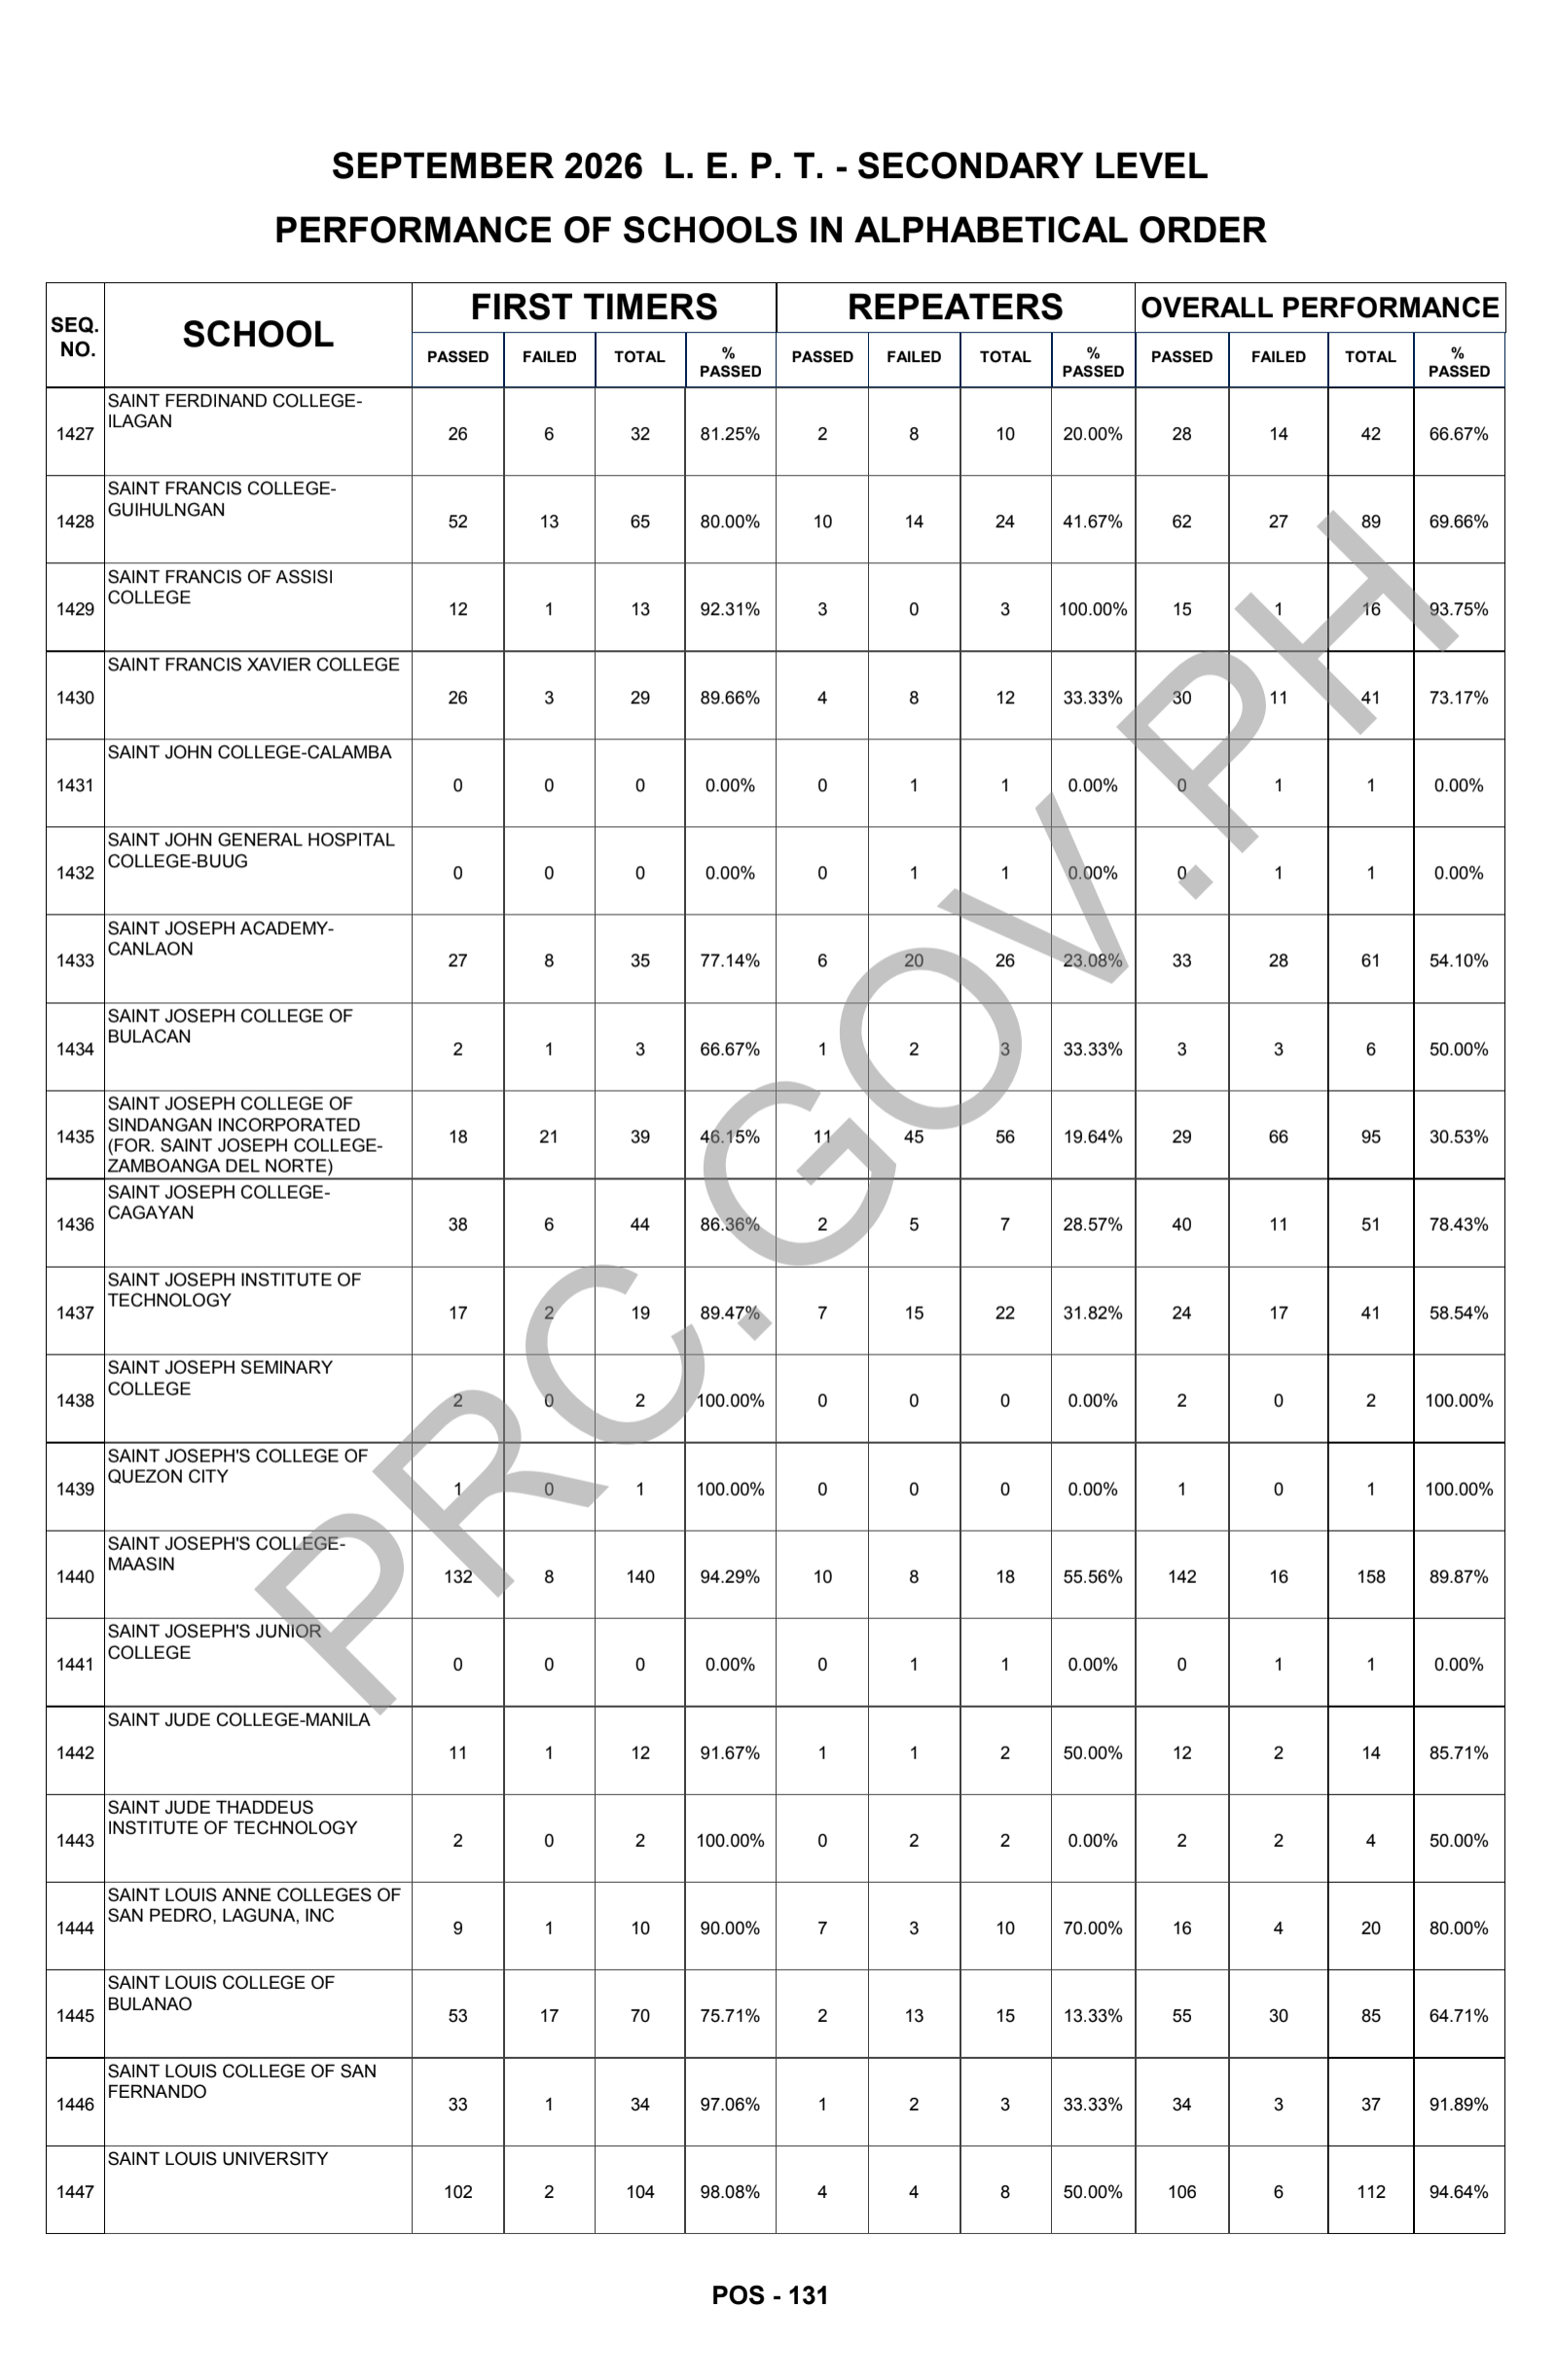 SEPTEMBER 2026 L. E. P. T. - SECONDARY LEVEL
PERFORMANCE OF SCHOOLS IN ALPHABETICAL ORDER
SEQ. NO. SCHOOL FIRST TIMERS REPEATERS OVERALL PERFORMANCE
PASSED FAILED TOTAL % PASSED PASSED FAILED TOTAL % PASSED PASSED FAILED TOTAL % PASSED
SAINT FERDINAND COLLEGE-
ILAGAN
1427 26 6 32 81.25% 2 8 10 20.00% 28 14 42 66.67%
SAINT FRANCIS COLLEGE-
GUIHULNGAN
1428 52 13 65 80.00% 10 14 24 41.67% 62 27 89 69.66%
SAINT FRANCIS OF ASSISI
COLLEGE
1429 12 1 13 92.31% 3 0 3 100.00% 15 1 16 93.75%
SAINT FRANCIS XAVIER COLLEGE
1430 26 3 29 89.66% 4 8 12 33.33% 30 11 41 73.17%
SAINT JOHN COLLEGE-CALAMBA
1431 0 0 0 0.00% 0 1 1 0.00% 0 1 1 0.00%
SAINT JOHN GENERAL HOSPITAL
COLLEGE-BUUG
1432 0 0 0 0.00% 0 1 1 0.00% 0 1 1 0.00%
SAINT JOSEPH ACADEMY-
CANLAON
1433 27 8 35 77.14% 6 20 26 23.08% 33 28 61 54.10%
SAINT JOSEPH COLLEGE OF
BULACAN
1434 2 1 3 66.67% 1 2 3 33.33% 3 3 6 50.00%
SAINT JOSEPH COLLEGE OF
SINDANGAN INCORPORATED
(FOR. SAINT JOSEPH COLLEGE-
ZAMBOANGA DEL NORTE)
1435 18 21 39 46.15% 11 45 56 19.64% 29 66 95 30.53%
SAINT JOSEPH COLLEGE-
CAGAYAN
1436 38 6 44 86.36% 2 5 7 28.57% 40 11 51 78.43%
SAINT JOSEPH INSTITUTE OF
TECHNOLOGY
1437 17 2 19 89.47% 7 15 22 31.82% 24 17 41 58.54%
SAINT JOSEPH SEMINARY
COLLEGE
1438 2 0 2 100.00% 0 0 0 0.00% 2 0 2 100.00%
SAINT JOSEPH'S COLLEGE OF
QUEZON CITY
1439 1 0 1 100.00% 0 0 0 0.00% 1 0 1 100.00%
SAINT JOSEPH'S COLLEGE-
MAASIN
1440 132 8 140 94.29% 10 8 18 55.56% 142 16 158 89.87%
SAINT JOSEPH'S JUNIOR
COLLEGE
1441 0 0 0 0.00% 0 1 1 0.00% 0 1 1 0.00%
SAINT JUDE COLLEGE-MANILA
1442 11 1 12 91.67% 1 1 2 50.00% 12 2 14 85.71%
SAINT JUDE THADDEUS
INSTITUTE OF TECHNOLOGY
1443 2 0 2 100.00% 0 2 2 0.00% 2 2 4 50.00%
SAINT LOUIS ANNE COLLEGES OF
SAN PEDRO, LAGUNA, INC
1444 9 1 10 90.00% 7 3 10 70.00% 16 4 20 80.00%
SAINT LOUIS COLLEGE OF
BULANAO
1445 53 17 70 75.71% 2 13 15 13.33% 55 30 85 64.71%
SAINT LOUIS COLLEGE OF SAN
FERNANDO
1446 33 1 34 97.06% 1 2 3 33.33% 34 3 37 91.89%
SAINT LOUIS UNIVERSITY
1447 102 2 104 98.08% 4 4 8 50.00% 106 6 112 94.64%
PRC.GOV.PH
POS - 131